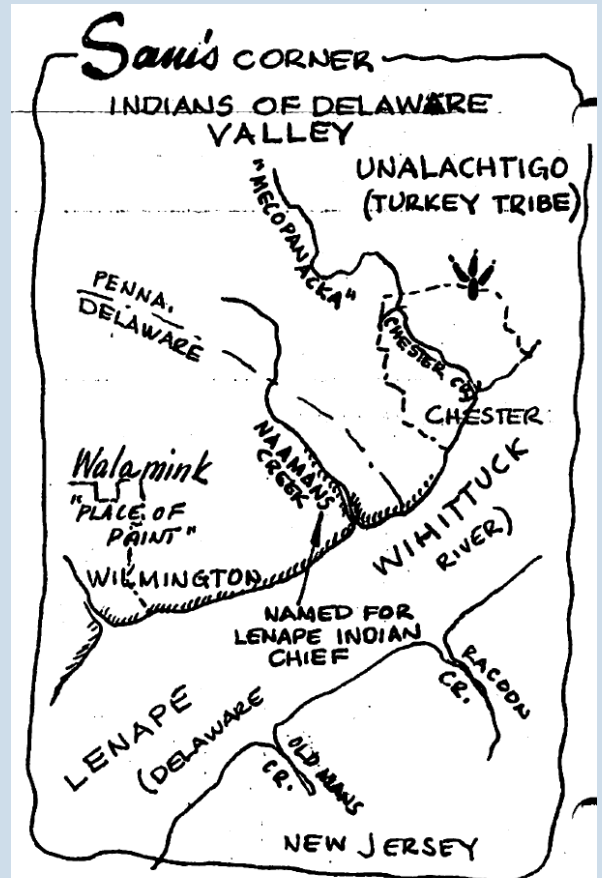 Sam's CORNER
INDIANS OF DELAWARE
VALLEY
UNALACHTIGO
(TURKEY TRIBE)
"MECOPANACKA"
PENNA.
DELAWARE
CHESTER CR.
CHESTER
NAAMANS
CREEK
Walamink
"PLACE OF
PAINT"
WILMINGTON
WIHITTUCK
RIVER)
NAMED FOR
LENAPE INDIAN
CHIEF
LENAPE
(DELAWARE
RACOON
CR.
OLD MANS
CR.
NEW JERSEY